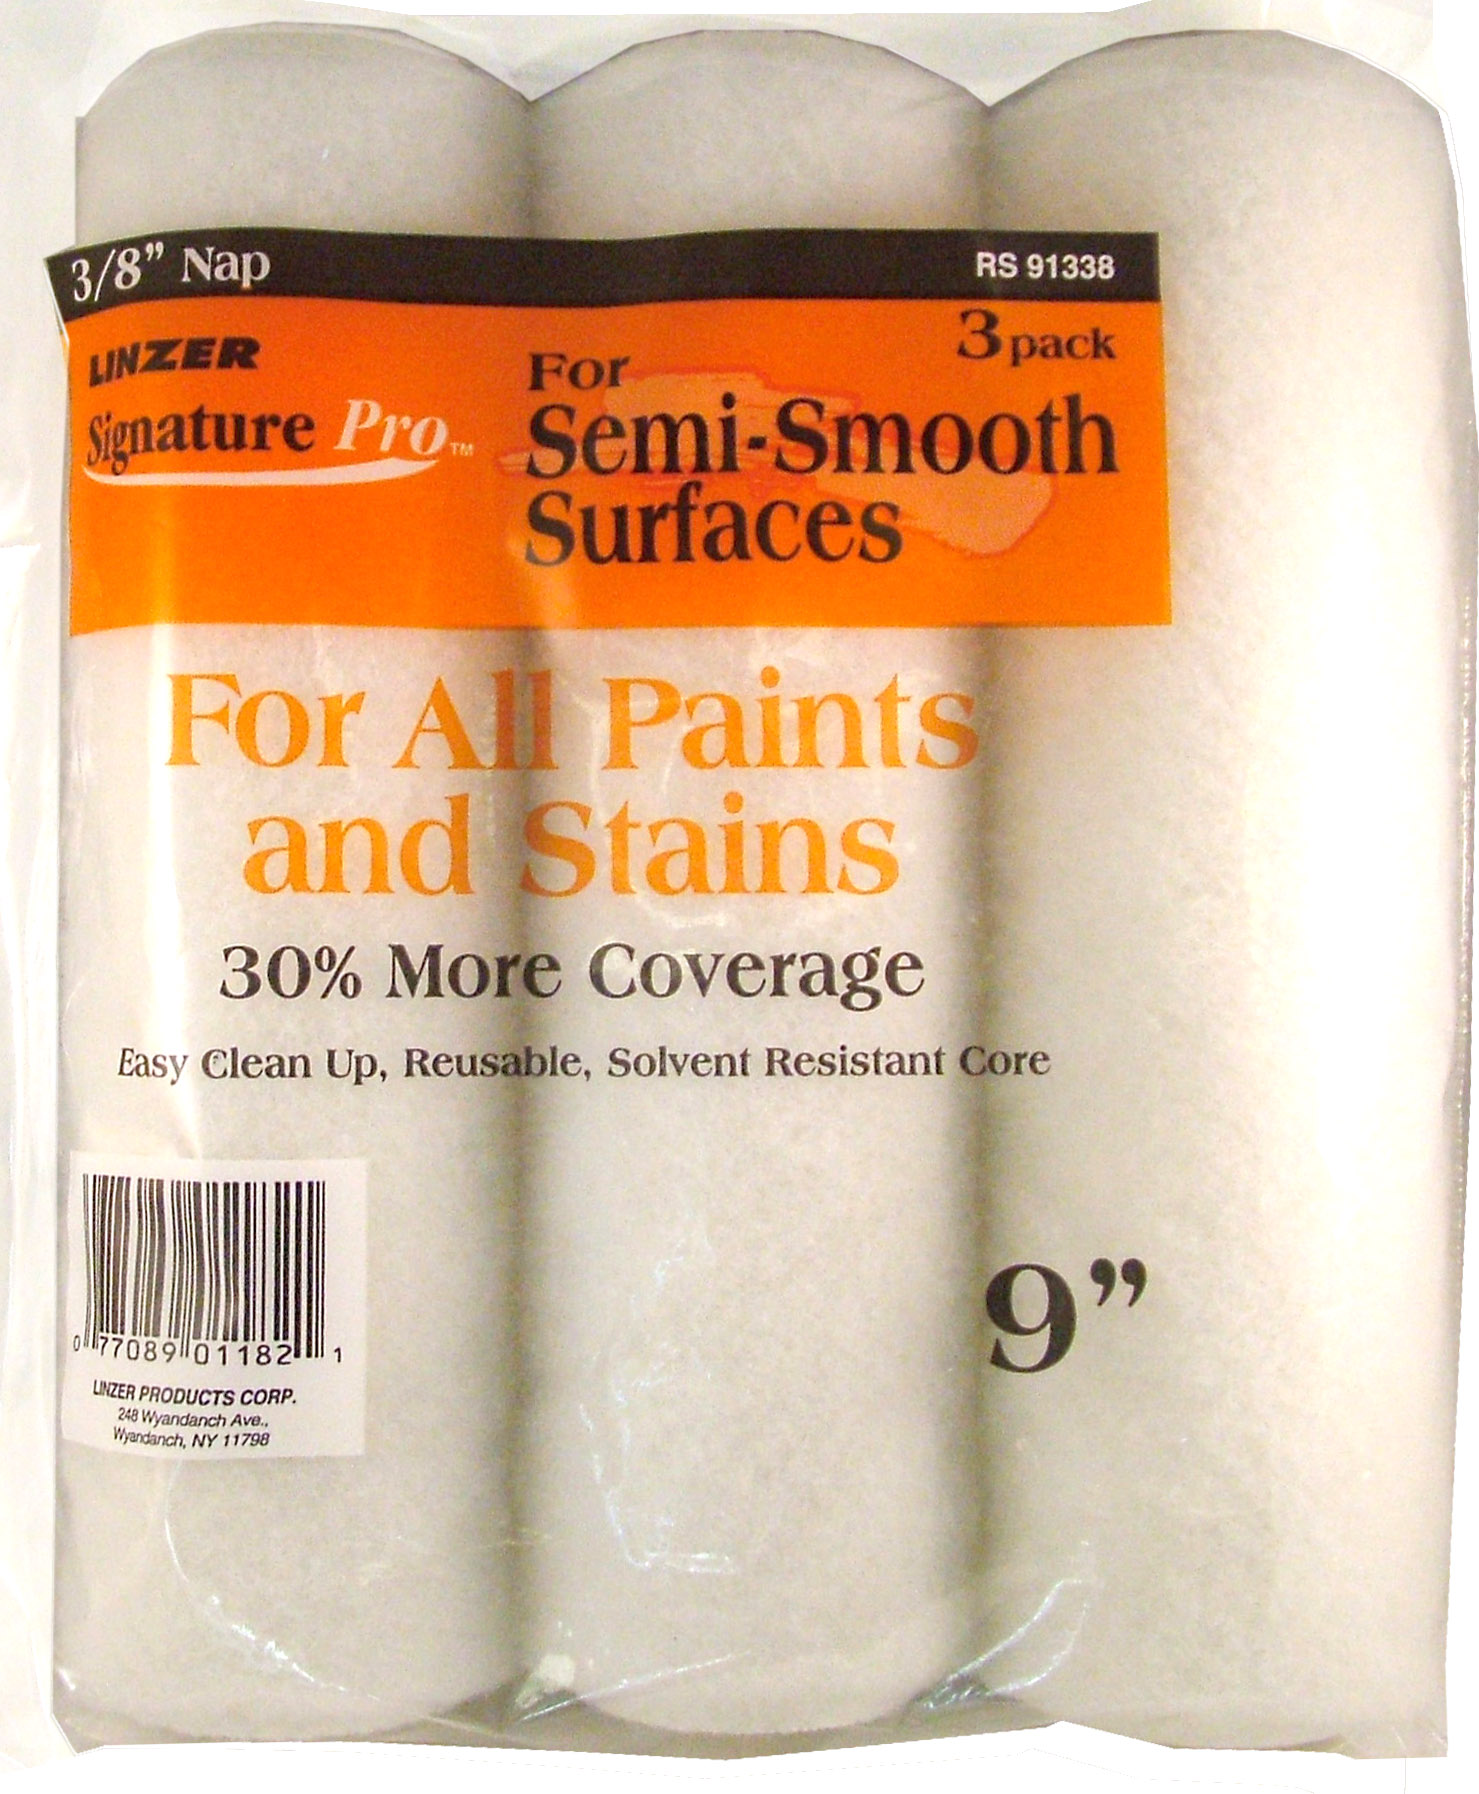 3/8” Nap
RS 91338
3 pack
LINZER
Signature Pro™
For
Semi-Smooth
Surfaces
For All Paints
and Stains
30% More Coverage
Easy Clean Up, Reusable, Solvent Resistant Core
9”
0 77089 01182 1
LINZER PRODUCTS CORP.
248 Wyandanch Ave.,
Wyandanch, NY 11798